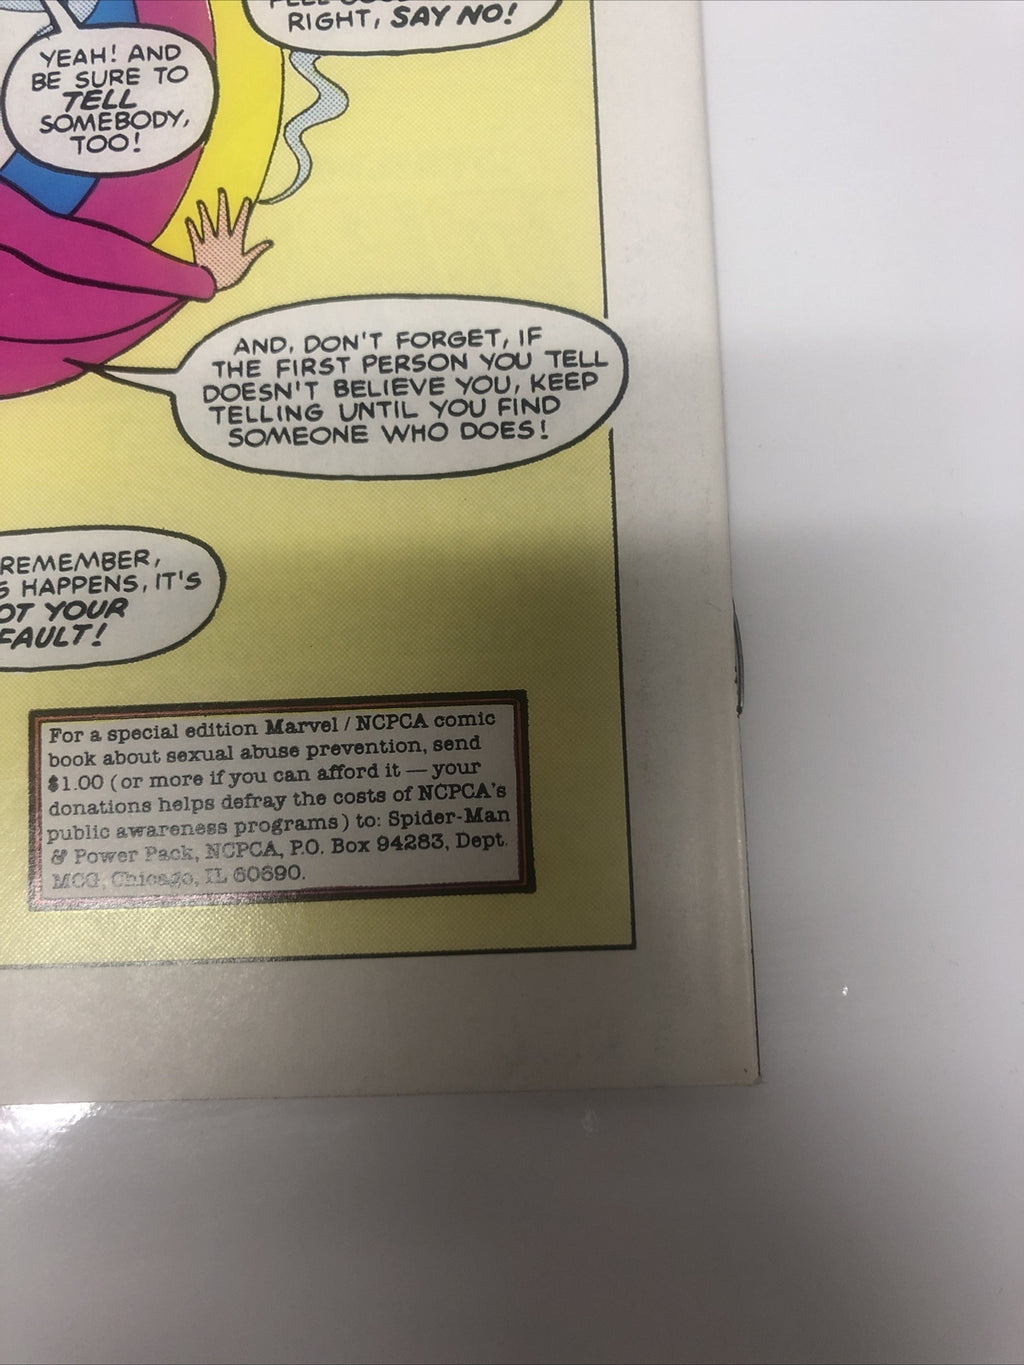 RIGHT, SAY NO!
YEAH! AND
BE SURE TO
TELL
SOMEBODY,
TOO!
AND, DON'T FORGET, IF
THE FIRST PERSON YOU TELL
DOESN'T BELIEVE YOU, KEEP
TELLING UNTIL YOU FIND
SOMEONE WHO DOES!
REMEMBER,
HAPPENS, IT'S
YOUR
FAULT!
For a special edition Marvel / NCPCA comic
book about sexual abuse prevention, send
$1.00 (or more if you can afford it — your
donations helps defray the costs of NCPCA's
public awareness programs) to: Spider-Man
& Power Pack, NCPCA, P.O. Box 94283, Dept.
MCG, Chicago, IL 60690.